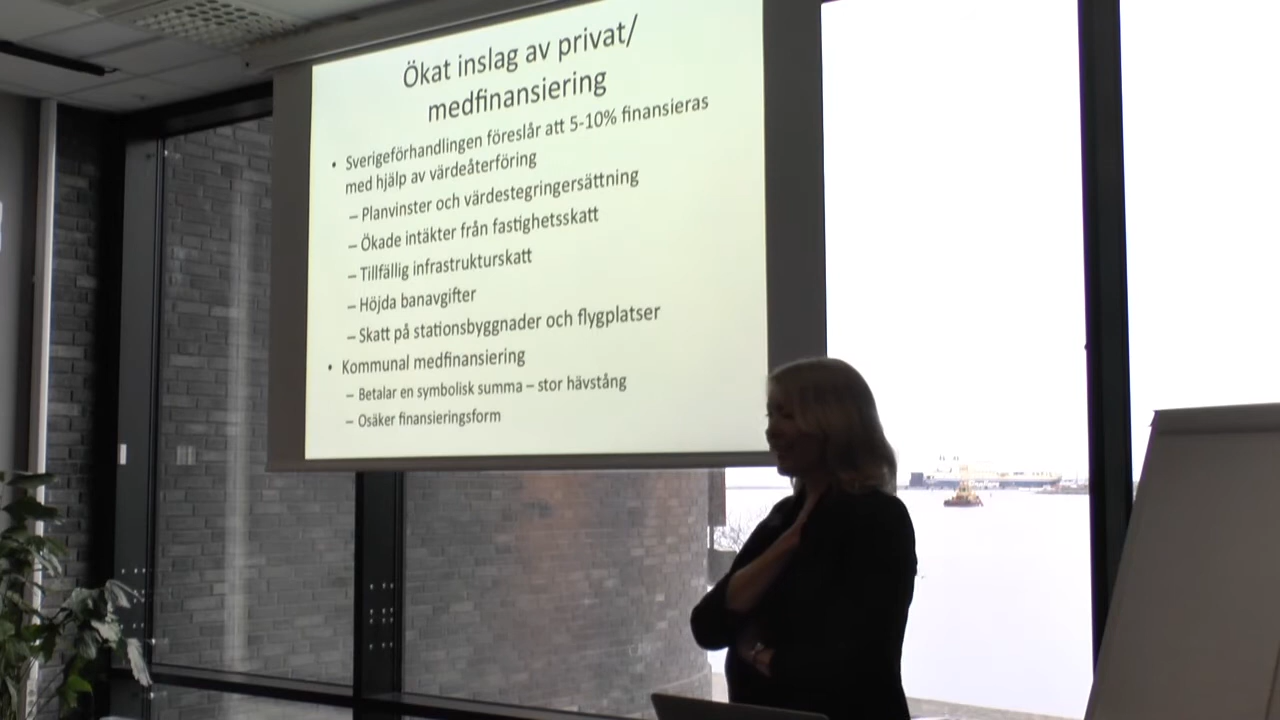 Ökat inslag av privat/
medfinansiering
• Sverigeförhandlingen föreslår att 5-10% finansieras
med hjälp av värdeåterföring
– Planvinster och värdestegringersättning
– Ökade intäkter från fastighetsskatt
– Tillfällig infrastrukturskatt
– Höjda banavgifter
– Skatt på stationsbyggnader och flygplatser
• Kommunal medfinansiering
– Betalar en symbolisk summa – stor hävstång
– Osäker finansieringsform